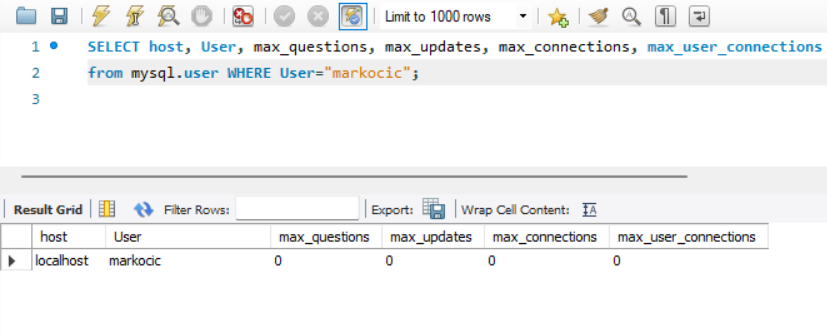 Limit to 1000 rows
1 SELECT host, User, max_questions, max_updates, max_connections, max_user_connections
2 from mysql.user WHERE User="markocic";
3
Result Grid Filter Rows: Export: Wrap Cell Content: IA
host User max_questions max_updates max_connections max_user_connections
localhost markocic 0 0 0 0